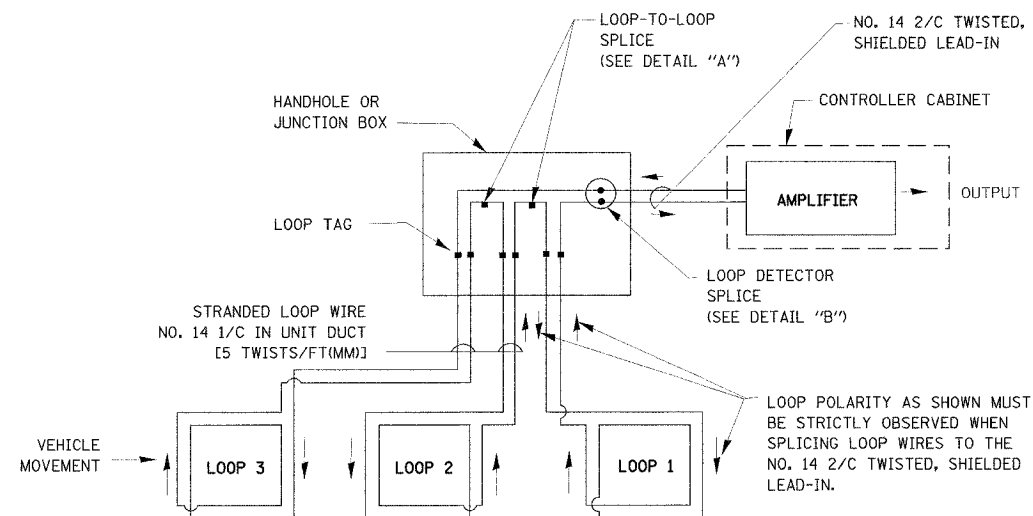 LOOP-TO-LOOP
SPLICE
(SEE DETAIL "A")
NO. 14 2/C TWISTED,
SHIELDED LEAD-IN
HANDHOLE OR
JUNCTION BOX
CONTROLLER CABINET
AMPLIFIER
OUTPUT
LOOP TAG
LOOP DETECTOR
SPLICE
(SEE DETAIL "B")
STRANDED LOOP WIRE
NO. 14 1/C IN UNIT DUCT
[5 TWISTS/FT(MM)]
LOOP POLARITY AS SHOWN MUST
BE STRICTLY OBSERVED WHEN
SPLICING LOOP WIRES TO THE
NO. 14 2/C TWISTED, SHIELDED
LEAD-IN.
VEHICLE
MOVEMENT
LOOP 3
LOOP 2
LOOP 1